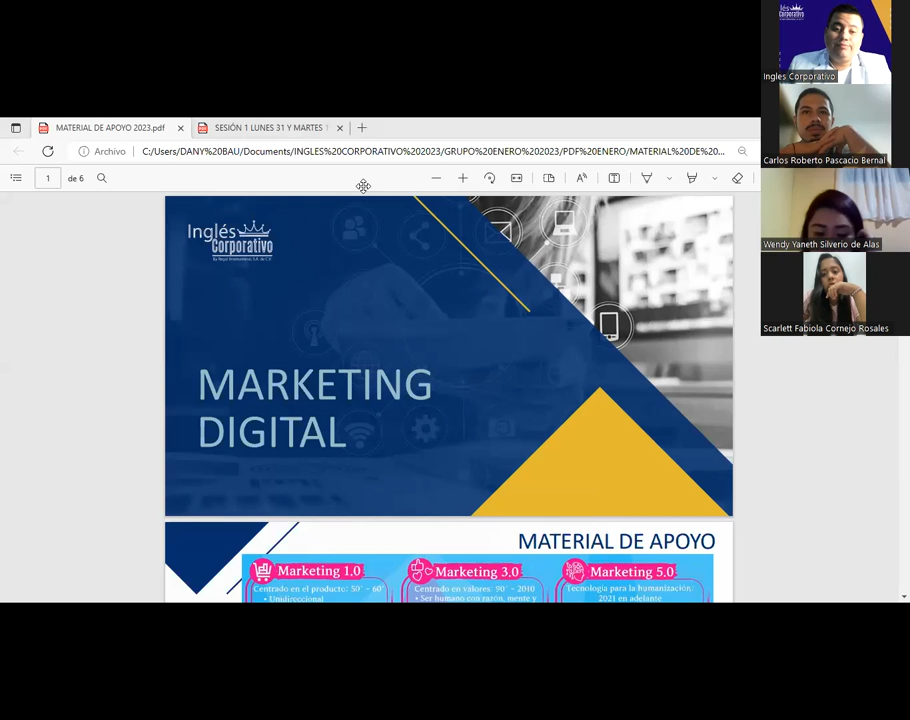 MATERIAL DE APOYO 2023.pdf
SESIÓN 1 LUNES 31 Y MARTES 1
Archivo
C:/Users/DANY%20BAU/Documents/INGLES%20CORPORATIVO%202023/GRUPO%20ENERO%202023/PDF%20ENERO/MATERIAL%20DE%20...
1 de 6
Inglés
Corporativo
MARKETING
DIGITAL
MATERIAL DE APOYO
Marketing 1.0
Centrado en el producto: 50´ - 60´
• Unidireccional
Marketing 3.0
Centrado en valores: 90´ - 2010
• Ser humano con razón, mente y
Marketing 5.0
Tecnología para la humanización:
2021 en adelante
Inglés
Corporativo
Ingles Corporativo
Carlos Roberto Pascacio Bernal
Wendy Yaneth Silverio de Alas
Scarlett Fabiola Cornejo Rosales